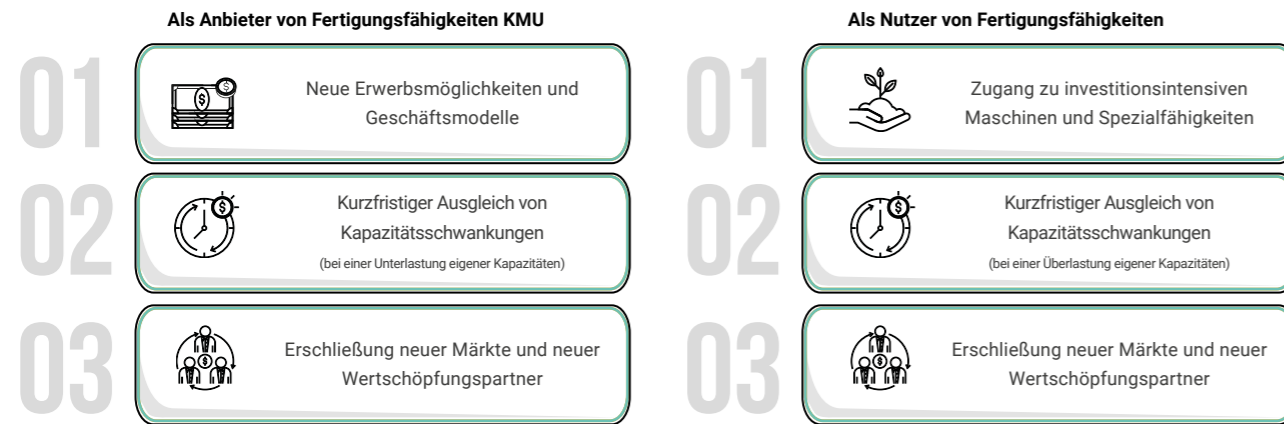 Als Anbieter von Fertigungsfähigkeiten KMU
01
Neue Erwerbsmöglichkeiten und
Geschäftsmodelle
02
Kurzfristiger Ausgleich von
Kapazitätsschwankungen
(bei einer Unterlastung eigener Kapazitäten)
03
Erschließung neuer Märkte und neuer
Wertschöpfungspartner
Als Nutzer von Fertigungsfähigkeiten
01
Zugang zu investitionsintensiven
Maschinen und Spezialfähigkeiten
02
Kurzfristiger Ausgleich von
Kapazitätsschwankungen
(bei einer Überlastung eigener Kapazitäten)
03
Erschließung neuer Märkte und neuer
Wertschöpfungspartner